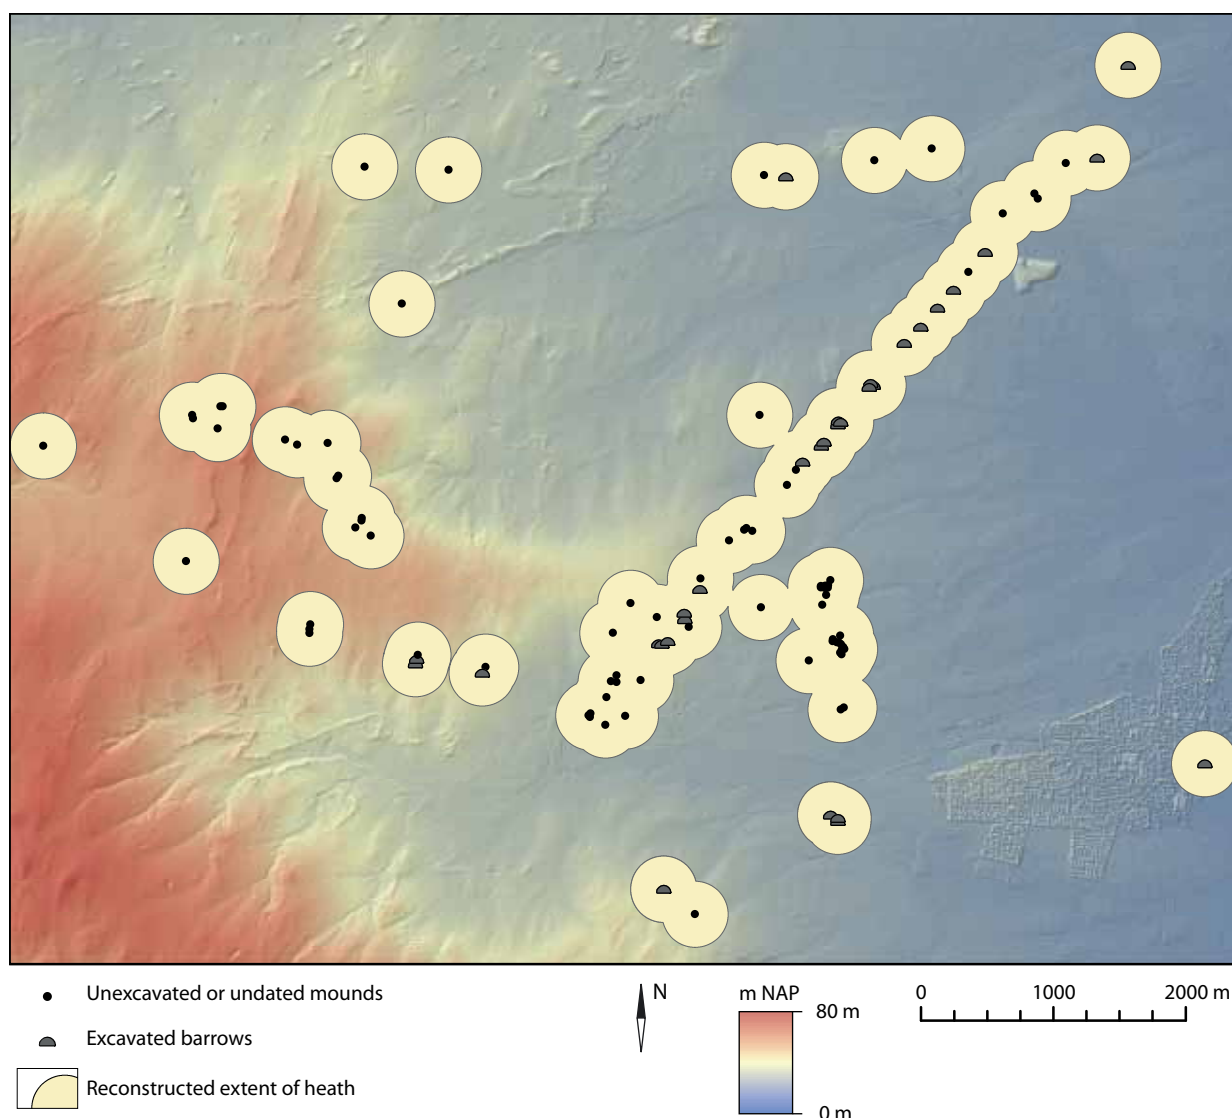 Unexcavated or undated mounds
Excavated barrows
Reconstructed extent of heath
N
m NAP
80 m
0 m
0 1000 2000 m